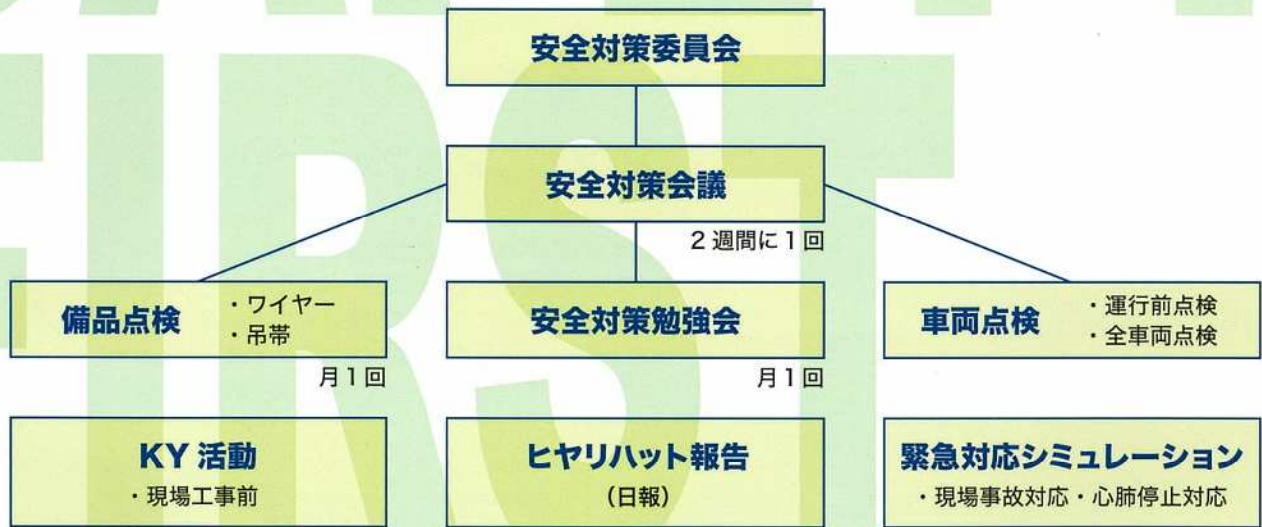 安全対策委員会
安全対策会議
2週間に1回
備品点検
・ワイヤー
・吊帯
月1回
安全対策勉強会
月1回
車両点検
・運行前点検
・全車両点検
KY 活動
・現場工事前
ヒヤリハット報告
(日報)
緊急対応シミュレーション
・現場事故対応・心肺停止対応
FIRST